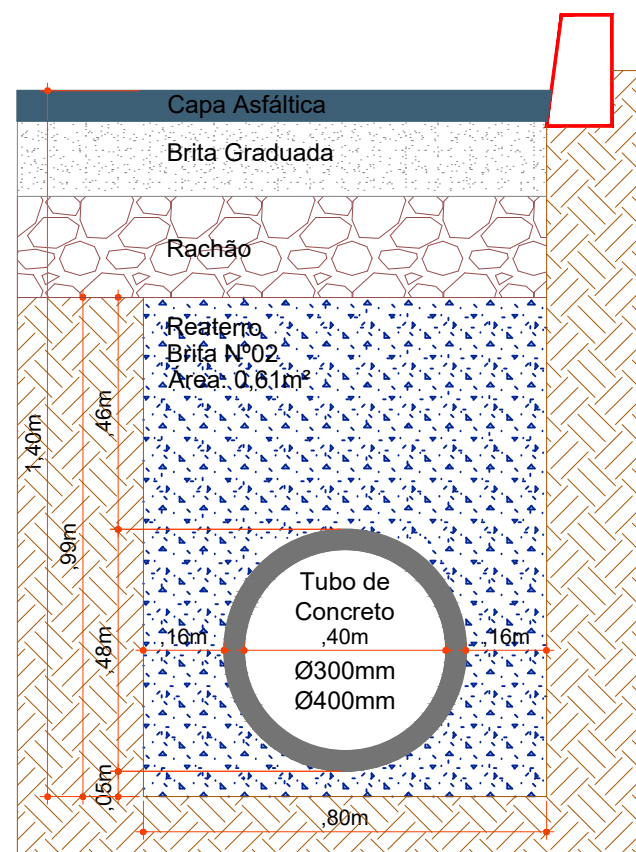 Capa Asfáltica
Brita Graduada
Rachão
Reaterro
Brita Nº02
Área: 0,61m²
,46m
1,40m
,99m
,48m
,05m
Tubo de
Concreto
,16m
,40m
,16m
Ø300mm
Ø400mm
,80m